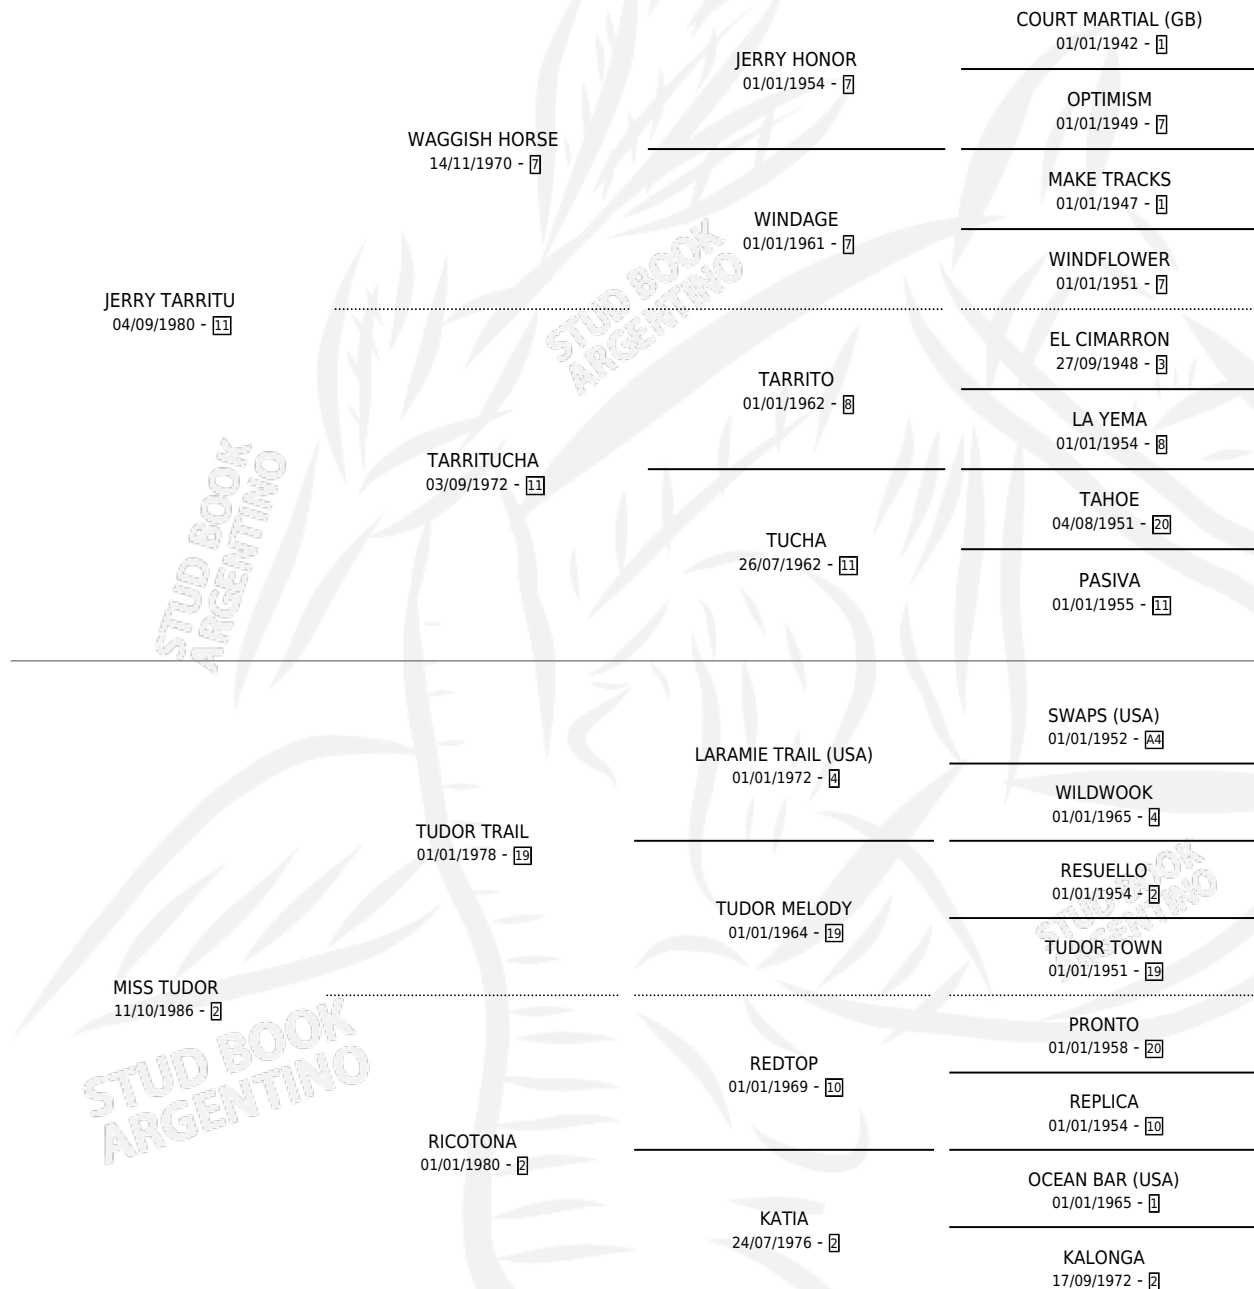 JERRY TARRITU
04/09/1980 - 11
WAGGISH HORSE
14/11/1970 - 7
JERRY HONOR
01/01/1954 - 7
COURT MARTIAL (GB)
01/01/1942 - 1
OPTIMISM
01/01/1949 - 7
WINDAGE
01/01/1961 - 7
MAKE TRACKS
01/01/1947 - 1
WINDFLOWER
01/01/1951 - 7
TARRITUCHA
03/09/1972 - 11
TARRITO
01/01/1962 - 8
EL CIMARRON
27/09/1948 - 3
LA YEMA
01/01/1954 - 8
TUCHA
26/07/1962 - 11
TAHOE
04/08/1951 - 20
PASIVA
01/01/1955 - 11
MISS TUDOR
11/10/1986 - 2
TUDOR TRAIL
01/01/1978 - 19
LARAMIE TRAIL (USA)
01/01/1972 - 4
SWAPS (USA)
01/01/1952 - A4
WILDWOOK
01/01/1965 - 4
TUDOR MELODY
01/01/1964 - 19
RESUELLO
01/01/1954 - 2
TUDOR TOWN
01/01/1951 - 19
RICOTONA
01/01/1980 - 2
REDTOP
01/01/1969 - 10
PRONTO
01/01/1958 - 20
REPLICA
01/01/1954 - 10
KATIA
24/07/1976 - 2
OCEAN BAR (USA)
01/01/1965 - 1
KALONGA
17/09/1972 - 2
STUD BOOK
ARGENTINO
STUD BOOK
ARGENTINO
STUD BOOK
ARGENTINO
STUD BOOK
ARGENTINO